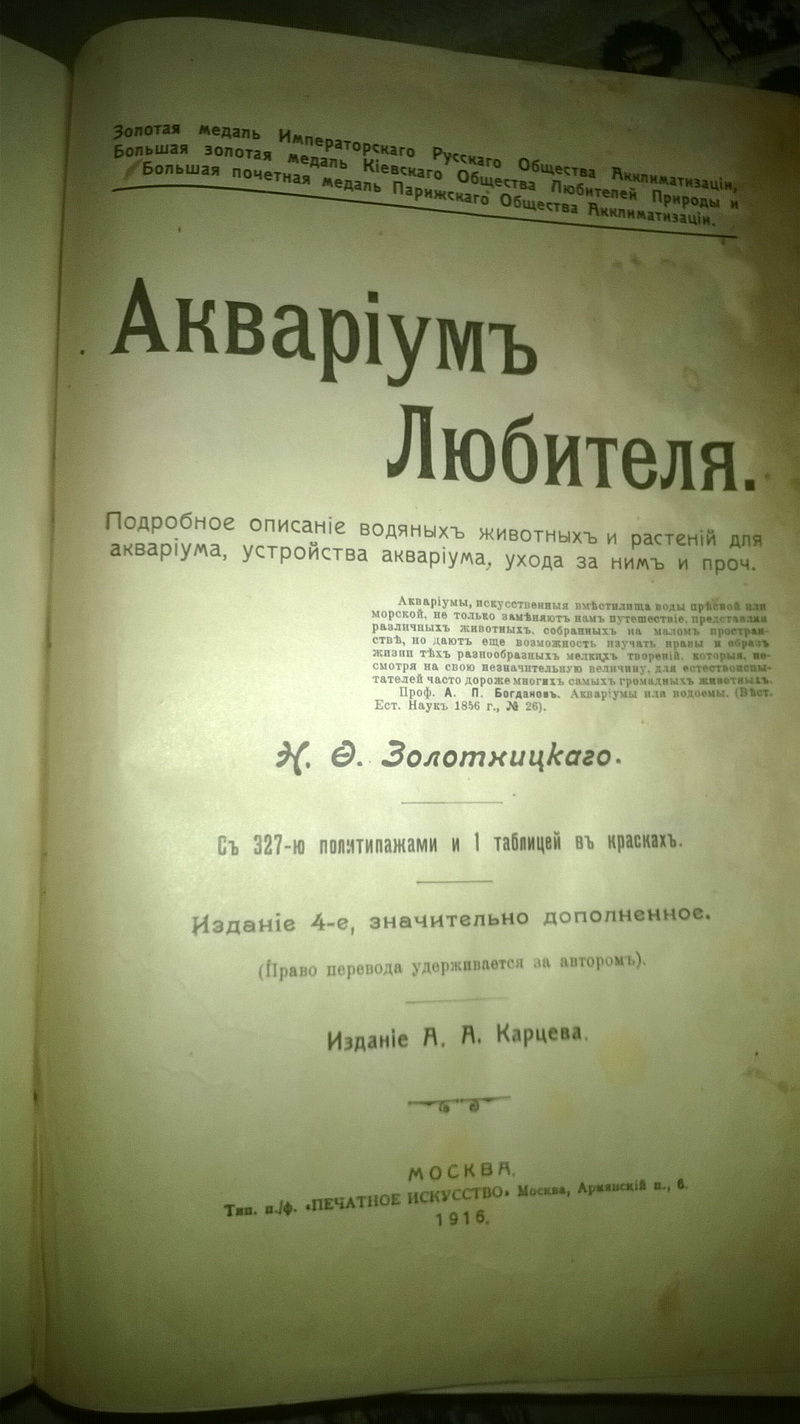 Золотая медаль Императорскаго Русскаго Общества Акклиматизаціи,
Большая золотая медаль Кіевскаго Общества Любителей Природы и
Большая почетная медаль Парижскаго Общества Акклиматизаціи.
Акваріумъ
Любителя.
Подробное описаніе водяныхъ животныхъ и растеній для
акваріума, устройства акваріума, ухода за нимъ и проч.
Акваріумы, искусственныя вмѣстилища воды прѣсной или
морской, не только замѣняютъ намъ путешествіе, представляя
различныхъ животныхъ, собранныхъ на маломъ простран-
ствѣ, но даютъ еще возможность изучать нравы и образъ
жизни тѣхъ разнообразныхъ мелкихъ твореній, которыя, не-
смотря на свою незначительную величину, для естествоиспы-
тателей часто дороже многихъ самыхъ громадныхъ животныхъ.
Проф. А. П. Богдановъ. Акваріумы или водоемы. (Вѣст.
Ест. Наукъ 1856 г., № 26).
Н. Ѳ. Золотницкаго.
Съ 327-ю политипажами и 1 таблицей въ краскахъ.
Изданіе 4-е, значительно дополненное.
(Право перевода удерживается за авторомъ).
Изданіе А. А. Карцева.
МОСКВА.
Тип. п./ф. «ПЕЧАТНОЕ ИСКУССТВО» Москва, Армянскій п., 6.
1916.